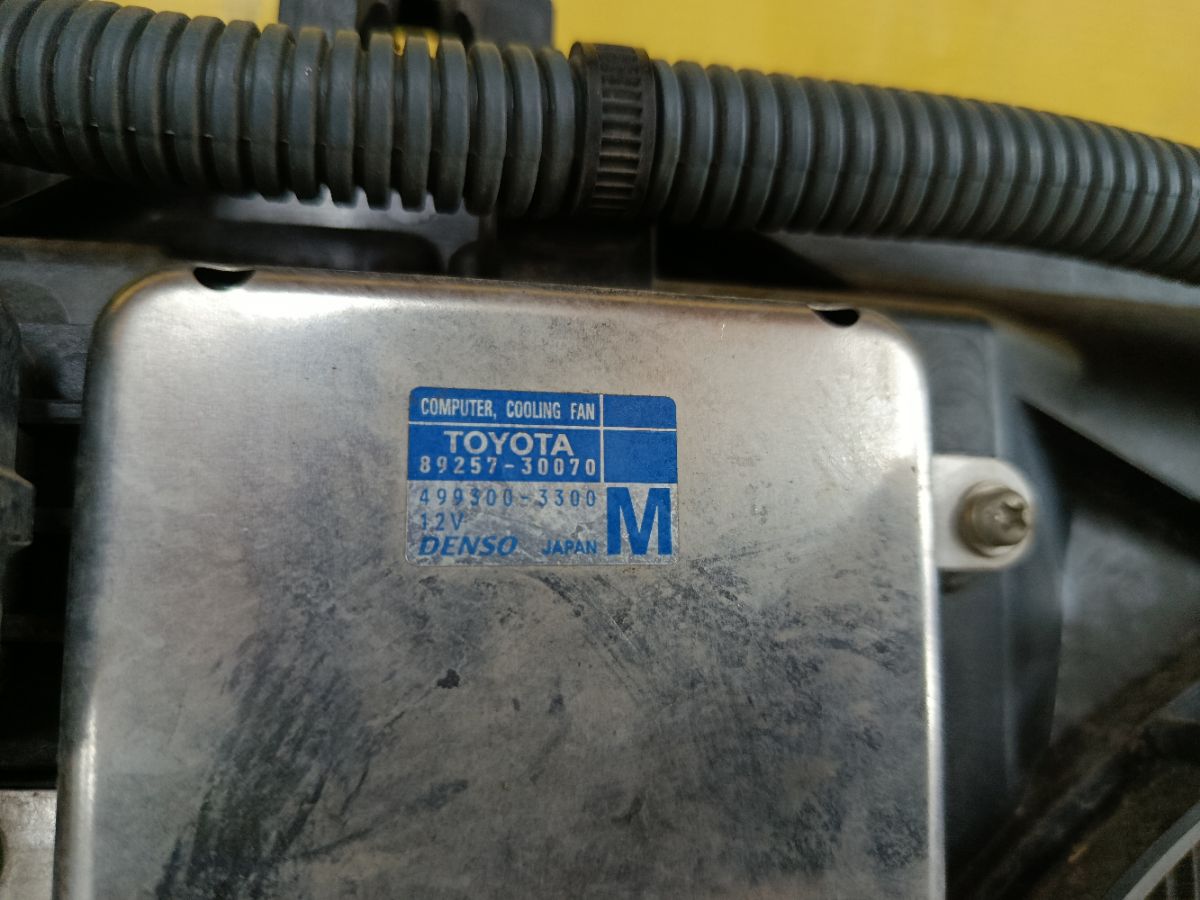 COMPUTER, COOLING FAN
TOYOTA
89257-30070
499300-3300
12V
DENSO JAPAN M